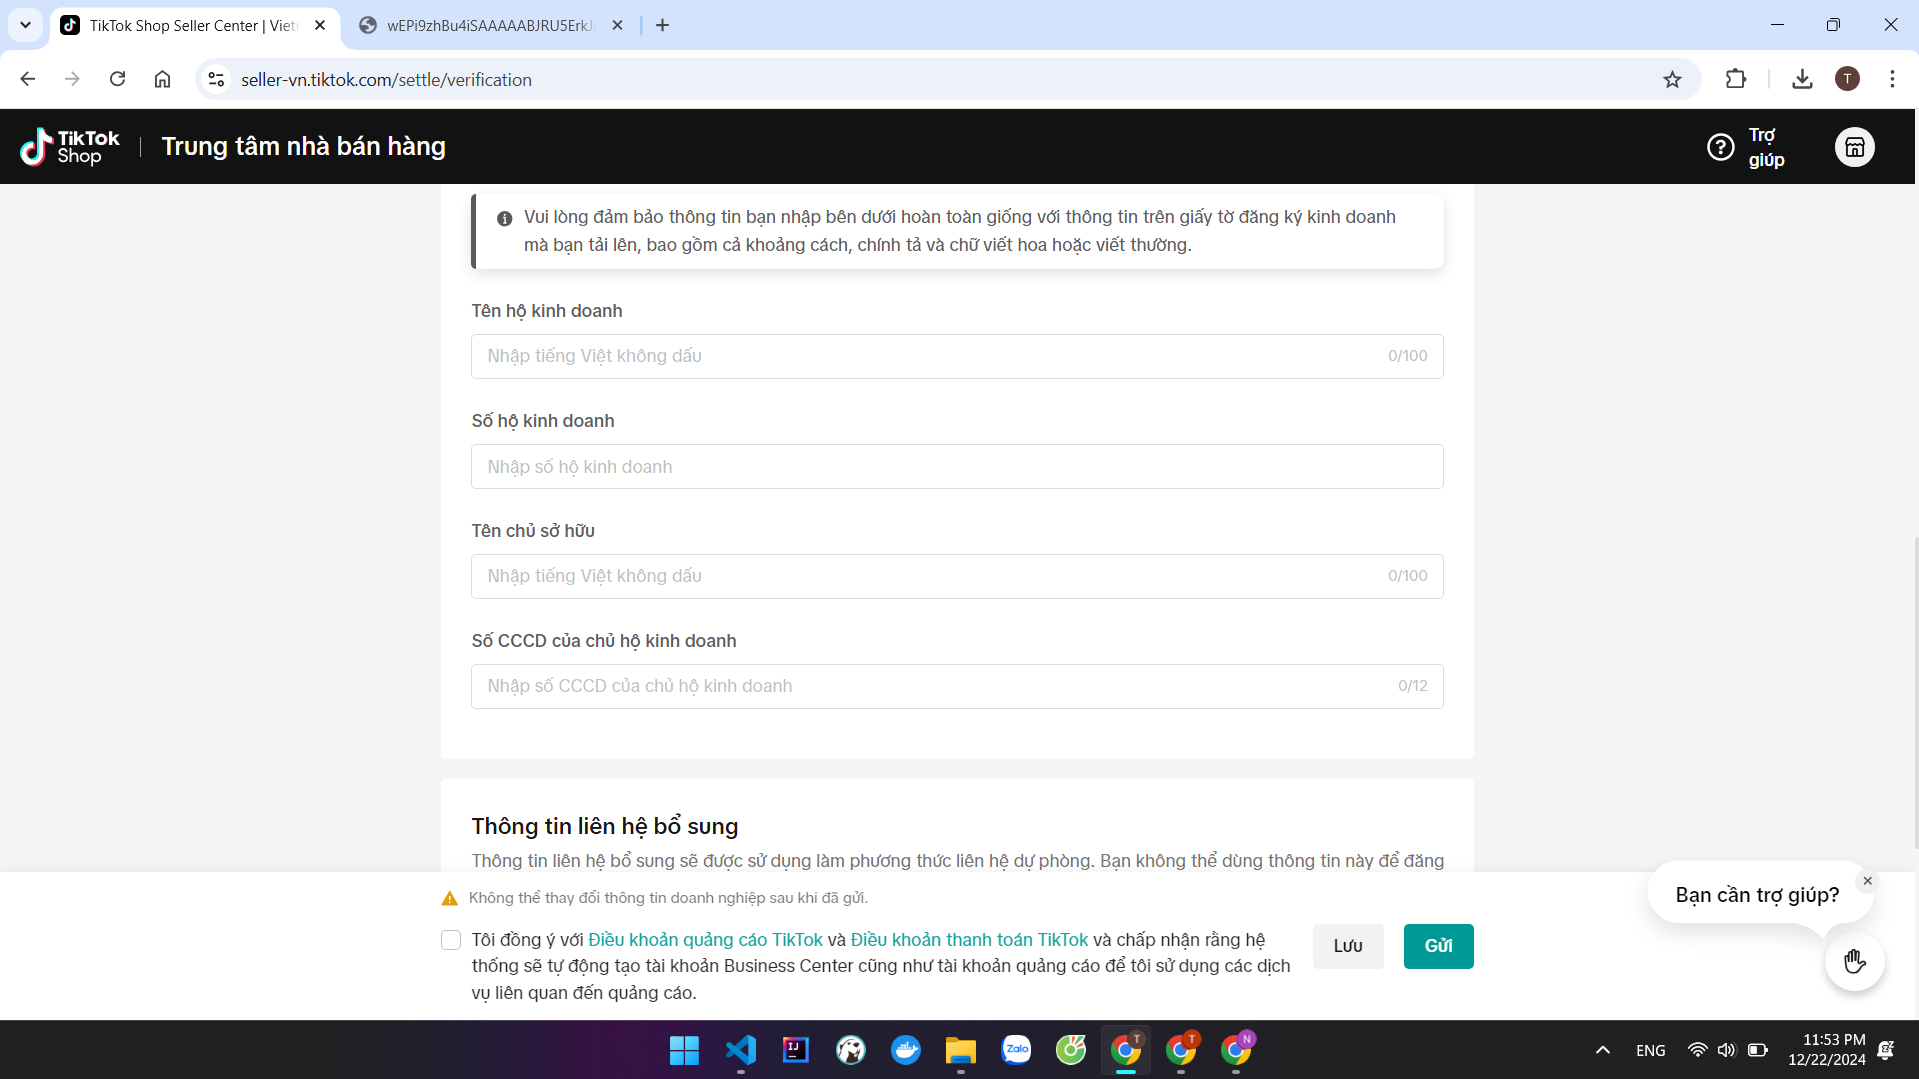 TikTok Shop Seller Center | Viet
wEPi9zhBu4iSAAAAABJRU5ErkJ
seller-vn.tiktok.com/settle/verification
T
TikTok
Shop
Trung tâm nhà bán hàng
Trợ
giúp
Vui lòng đảm bảo thông tin bạn nhập bên dưới hoàn toàn giống với thông tin trên giấy tờ đăng ký kinh doanh
mà bạn tải lên, bao gồm cả khoảng cách, chính tả và chữ viết hoa hoặc viết thường.
Tên hộ kinh doanh
Nhập tiếng Việt không dấu 0/100
Số hộ kinh doanh
Nhập số hộ kinh doanh
Tên chủ sở hữu
Nhập tiếng Việt không dấu 0/100
Số CCCD của chủ hộ kinh doanh
Nhập số CCCD của chủ hộ kinh doanh 0/12
Thông tin liên hệ bổ sung
Thông tin liên hệ bổ sung sẽ được sử dụng làm phương thức liên hệ dự phòng. Bạn không thể dùng thông tin này để đăng
Không thể thay đổi thông tin doanh nghiệp sau khi đã gửi.
Tôi đồng ý với Điều khoản quảng cáo TikTok và Điều khoản thanh toán TikTok và chấp nhận rằng hệ
thống sẽ tự động tạo tài khoản Business Center cũng như tài khoản quảng cáo để tôi sử dụng các dịch
vụ liên quan đến quảng cáo.
Lưu
Gửi
Bạn cần trợ giúp?
IJ
Zalo
T
T
N
ENG
11:53 PM
12/22/2024